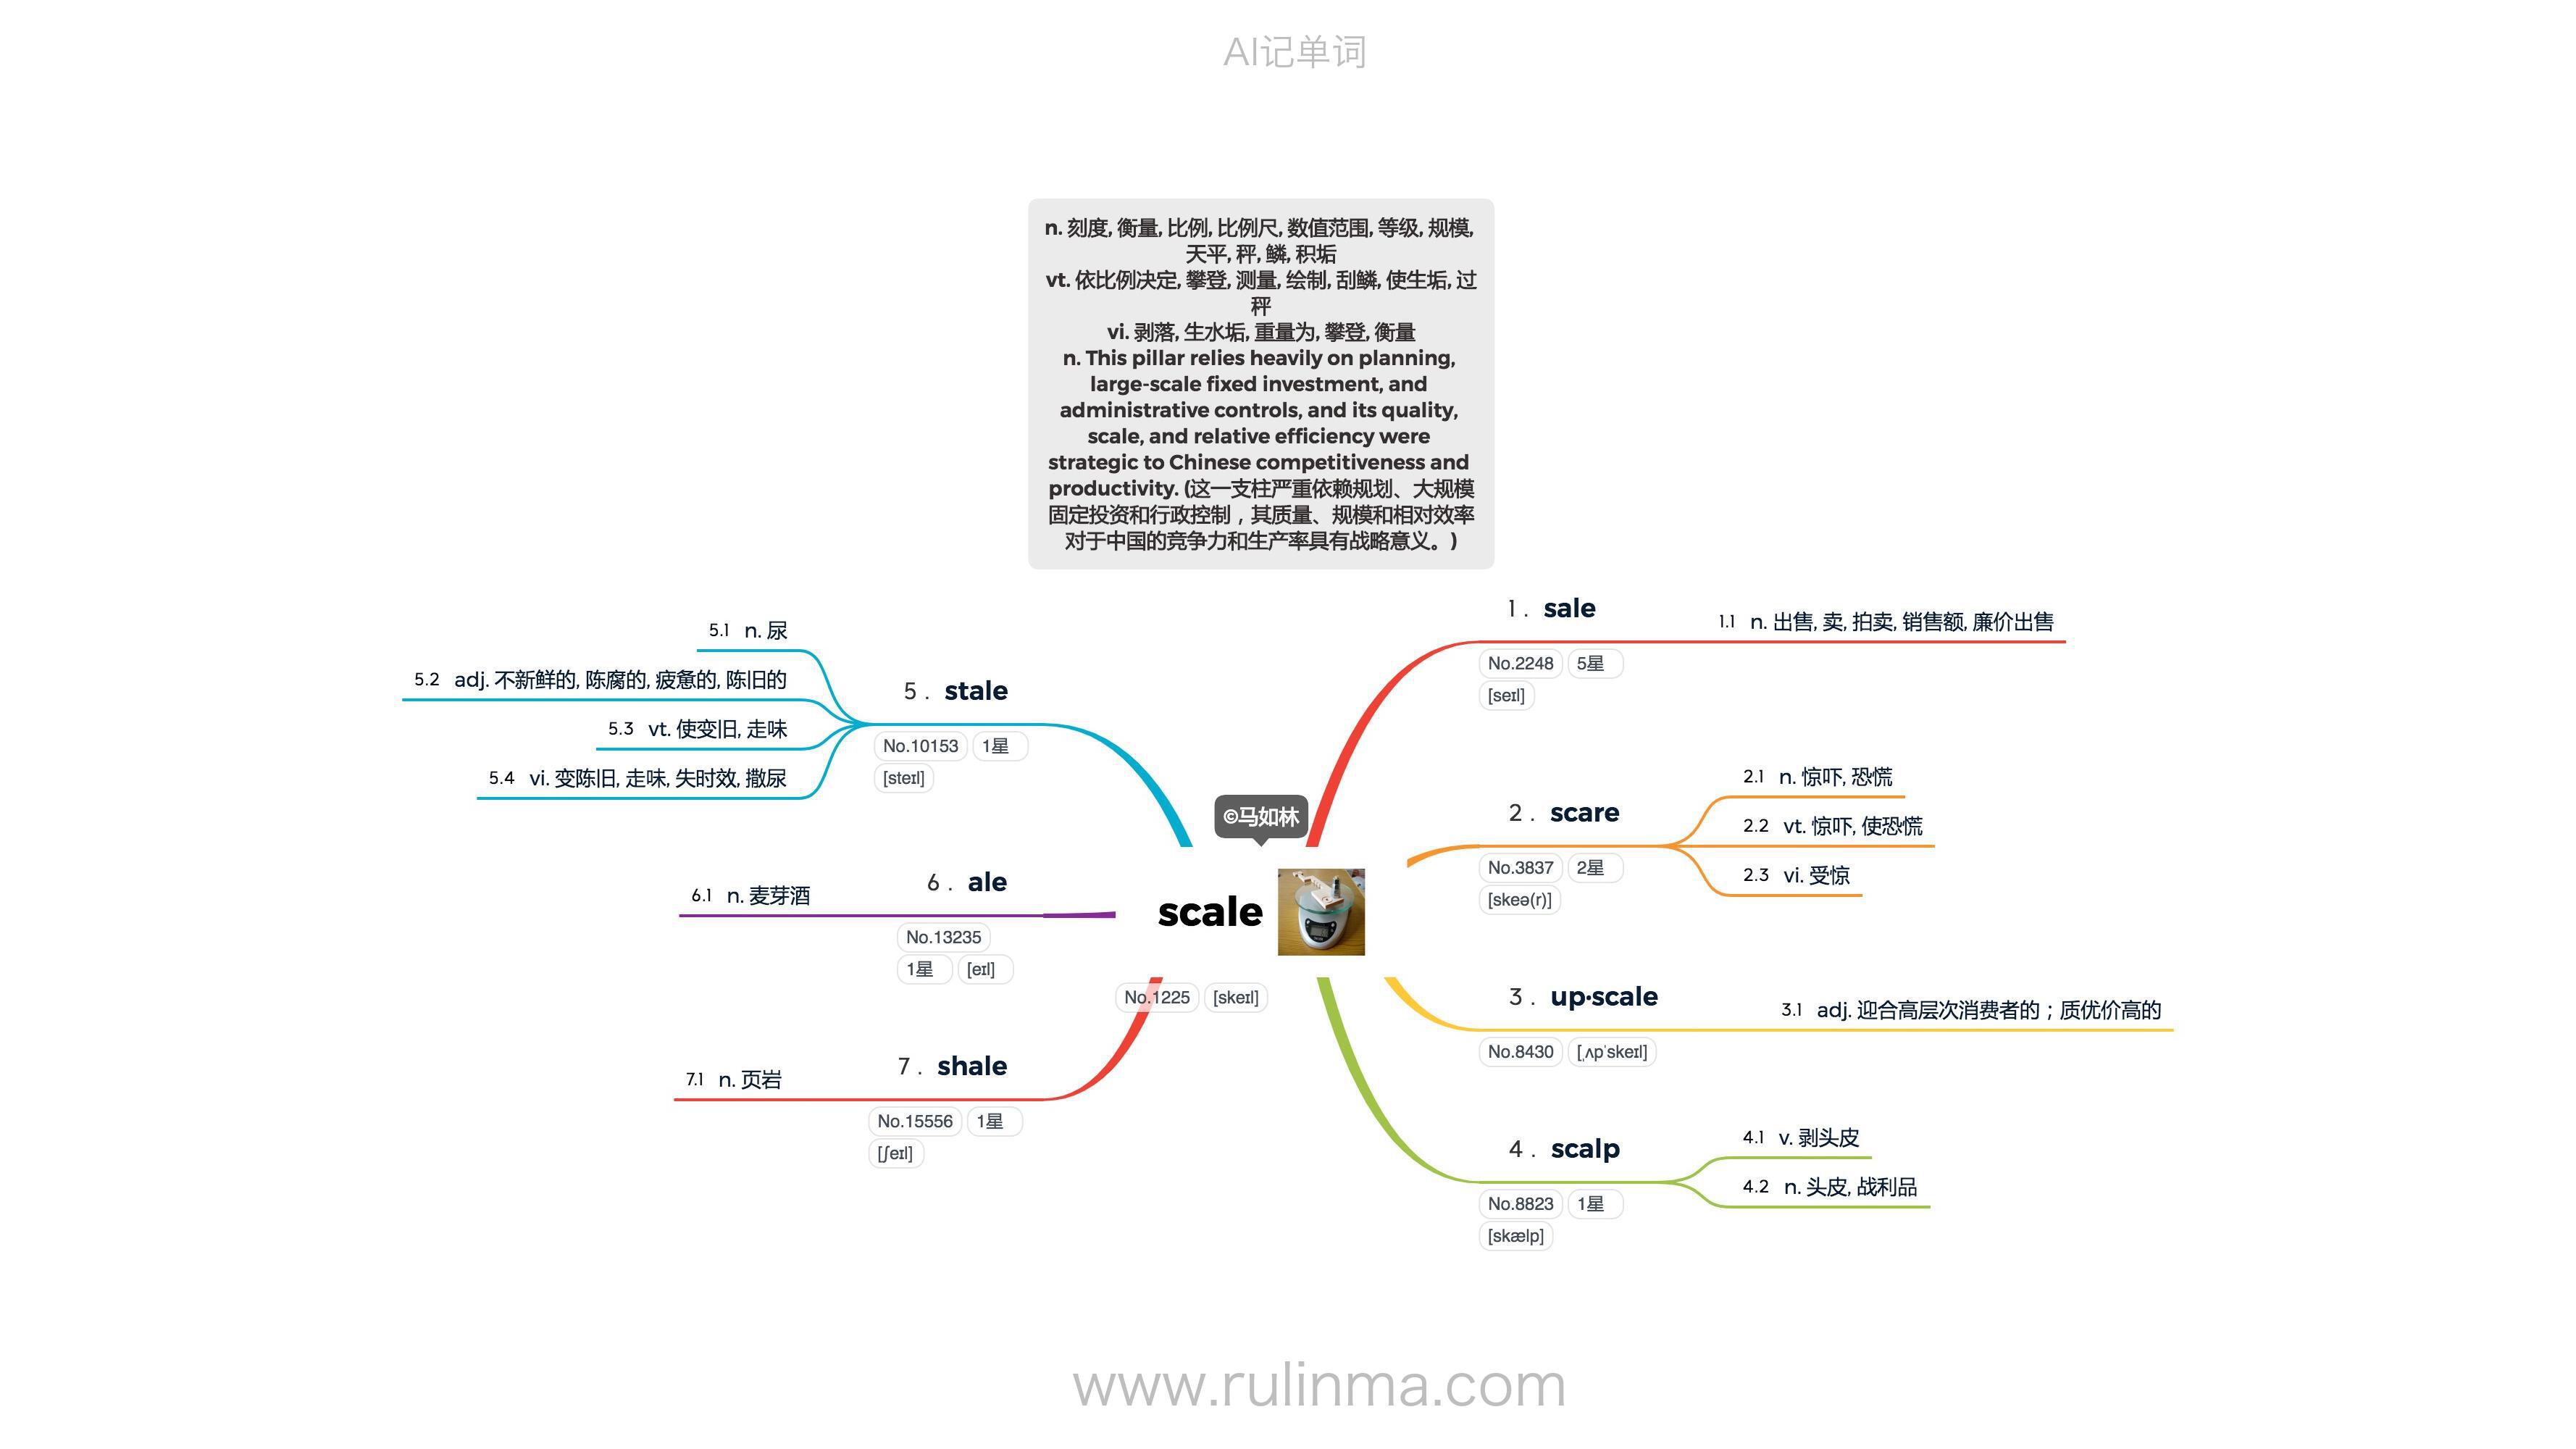 AI记单词
n. 刻度, 衡量, 比例, 比例尺, 数值范围, 等级, 规模,
天平, 秤, 鳞, 积垢
vt. 依比例决定, 攀登, 测量, 绘制, 刮鳞, 使生垢, 过
秤
vi. 剥落, 生水垢, 重量为, 攀登, 衡量
n. This pillar relies heavily on planning,
large-scale fixed investment, and
administrative controls, and its quality,
scale, and relative efficiency were
strategic to Chinese competitiveness and
productivity. (这一支柱严重依赖规划、大规模
固定投资和行政控制，其质量、规模和相对效率
对于中国的竞争力和生产率具有战略意义。)
©马如林
scale
No.1225 [skeɪl]
1. sale
No.2248 5星
[seɪl]
1.1 n. 出售, 卖, 拍卖, 销售额, 廉价出售
2. scare
No.3837 2星
[skeə(r)]
2.1 n. 惊吓, 恐慌
2.2 vt. 惊吓, 使恐慌
2.3 vi. 受惊
3. up·scale
No.8430 [ˌʌpˈskeɪl]
3.1 adj. 迎合高层次消费者的；质优价高的
4. scalp
No.8823 1星
[skælp]
4.1 v. 剥头皮
4.2 n. 头皮, 战利品
5. stale
No.10153 1星
[steɪl]
5.1 n. 尿
5.2 adj. 不新鲜的, 陈腐的, 疲惫的, 陈旧的
5.3 vt. 使变旧, 走味
5.4 vi. 变陈旧, 走味, 失时效, 撒尿
6. ale
No.13235
1星 [eɪl]
6.1 n. 麦芽酒
7. shale
No.15556 1星
[ʃeɪl]
7.1 n. 页岩
www.rulinma.com